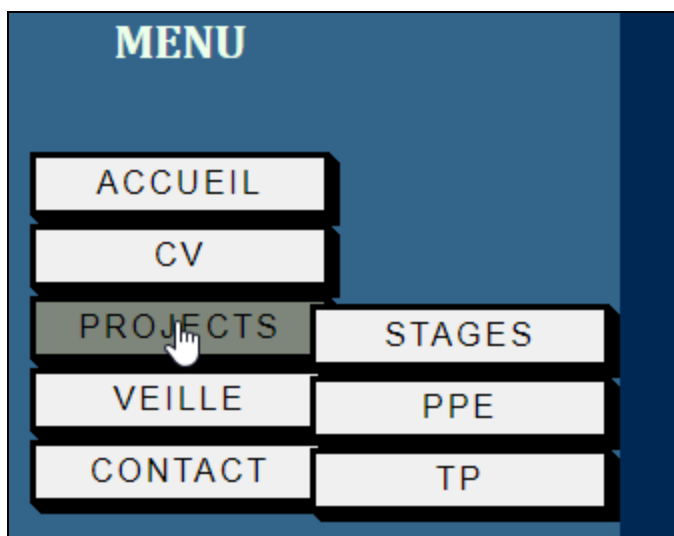 MENU
ACCUEIL
CV
PROJECTS
STAGES
VEILLE
PPE
CONTACT
TP